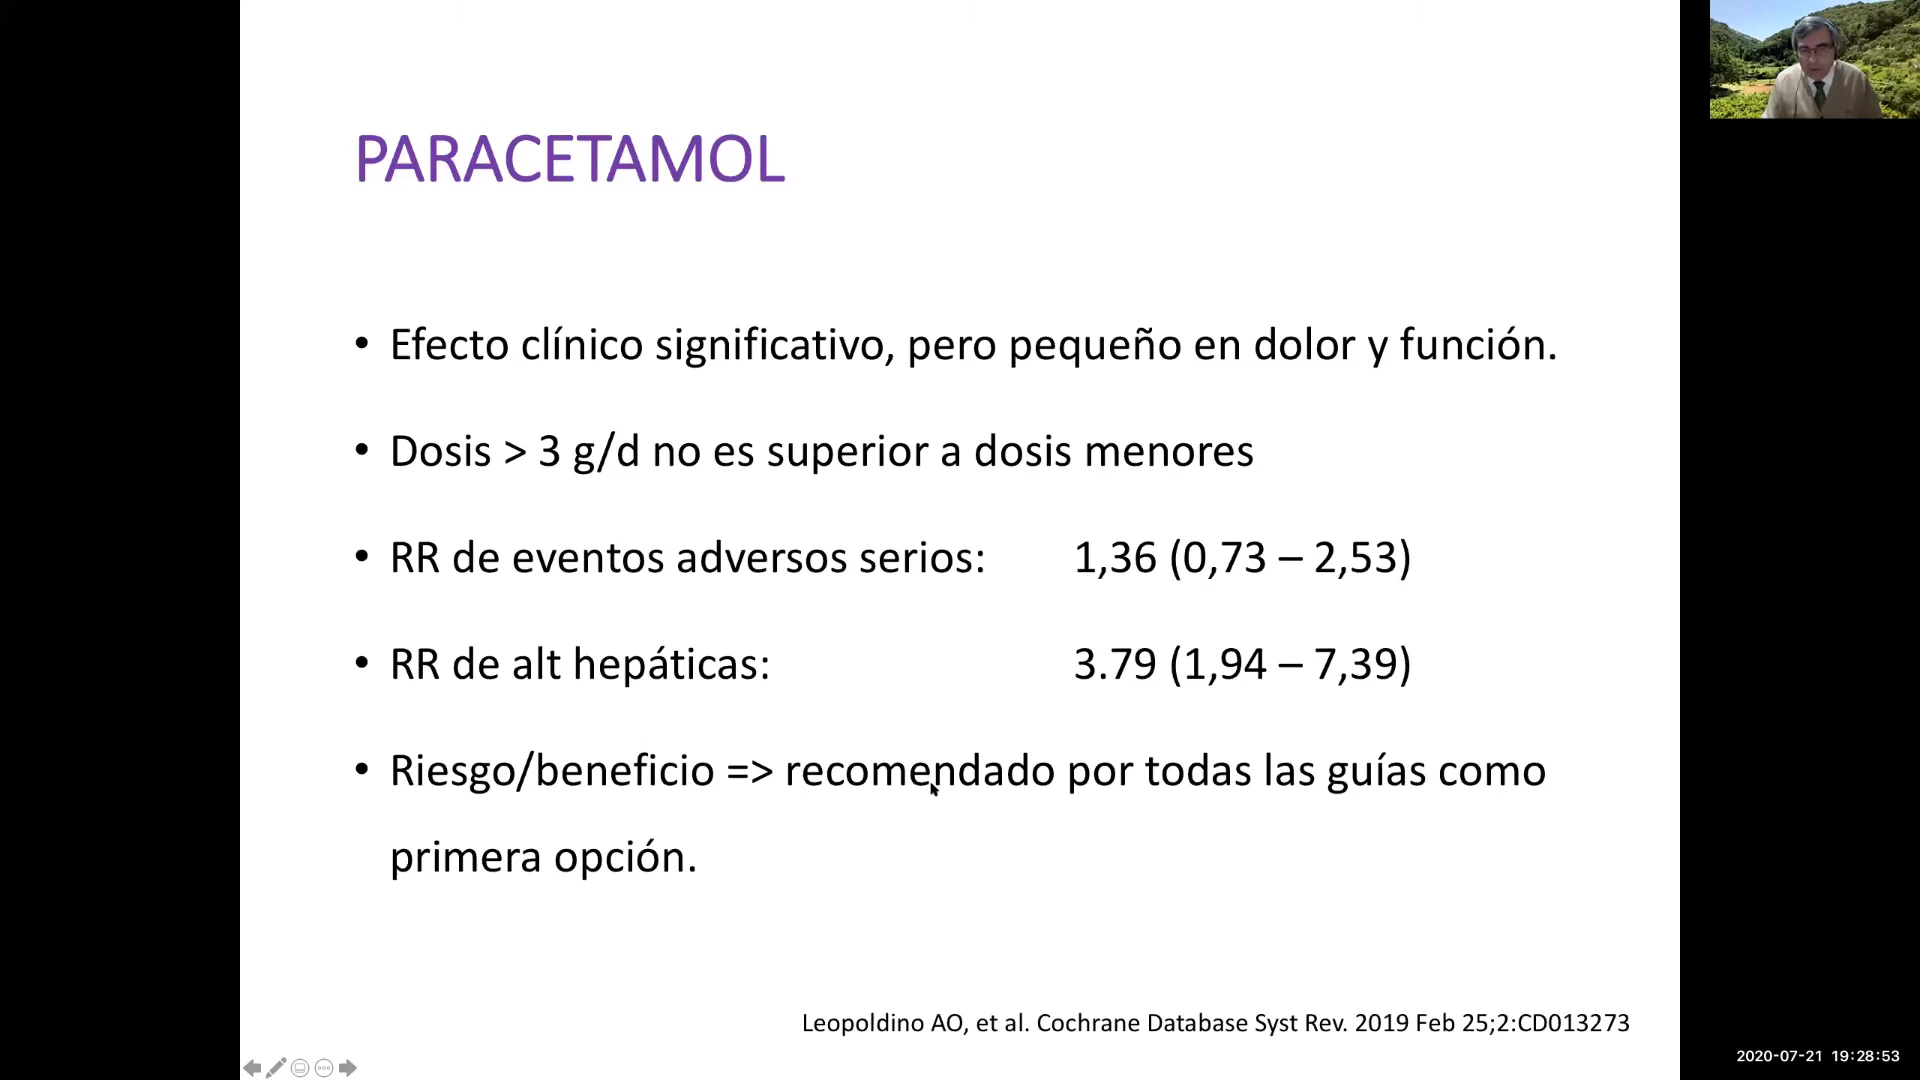 PARACETAMOL
• Efecto clínico significativo, pero pequeño en dolor y función.
• Dosis > 3 g/d no es superior a dosis menores
• RR de eventos adversos serios: 1,36 (0,73 – 2,53)
• RR de alt hepáticas: 3.79 (1,94 – 7,39)
• Riesgo/beneficio => recomendado por todas las guías como
primera opción.
Leopoldino AO, et al. Cochrane Database Syst Rev. 2019 Feb 25;2:CD013273
2020-07-21 19:28:53